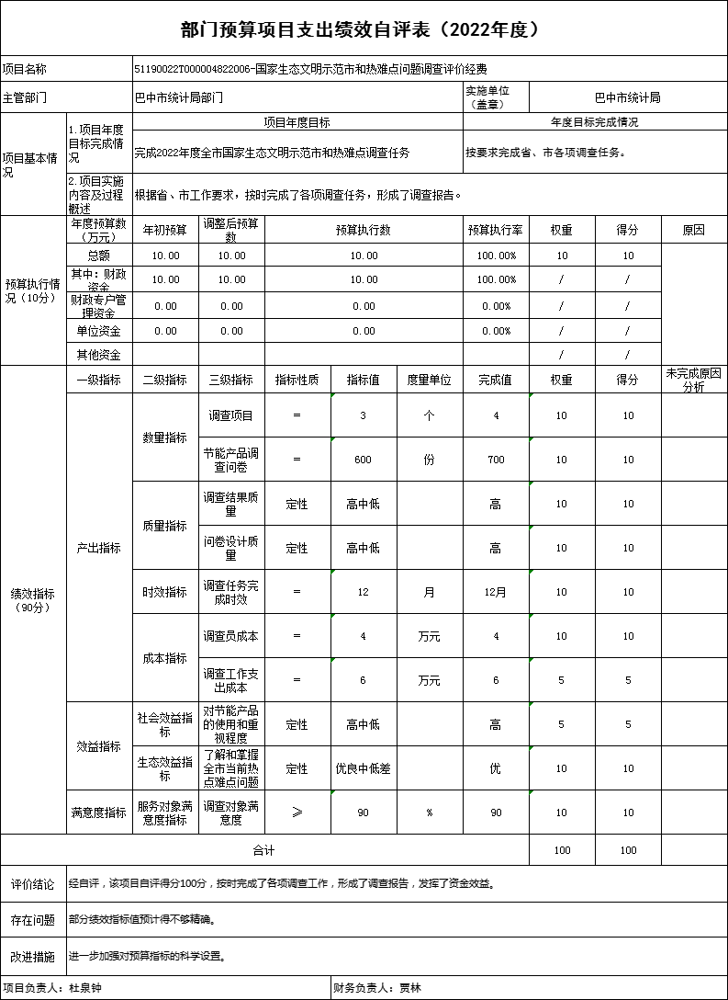 部门预算项目支出绩效自评表（2022年度）
项目名称 51190022T000004822006-国家生态文明示范市和热难点问题调查评价经费
主管部门 巴中市统计局部门 实施单位（盖章） 巴中市统计局
项目基本情况 1.项目年度目标完成情况 项目年度目标 年度目标完成情况
完成2022年度全市国家生态文明示范市和热难点调查任务 按要求完成省、市各项调查任务。
2.项目实施内容及过程概述 根据省、市工作要求，按时完成了各项调查任务，形成了调查报告。
预算执行情况（10分） 年度预算数（万元） 年初预算 调整后预算数 预算执行数 预算执行率 权重 得分 原因
总额 10.00 10.00 10.00 100.00% 10 10
其中：财政资金 10.00 10.00 10.00 100.00% / /
财政专户管理资金 0.00 0.00 0.00 0.00% / /
单位资金 0.00 0.00 0.00 0.00% / /
其他资金 / /
绩效指标（90分） 一级指标 二级指标 三级指标 指标性质 指标值 度量单位 完成值 权重 得分 未完成原因分析
产出指标 数量指标 调查项目 ＝ 3 个 4 10 10
节能产品调查问卷 ＝ 600 份 700 10 10
质量指标 调查结果质量 定性 高中低 高 10 10
问卷设计质量 定性 高中低 高 10 10
时效指标 调查任务完成时效 ＝ 12 月 12月 10 10
成本指标 调查员成本 ＝ 4 万元 4 10 10
调查工作支出成本 ＝ 6 万元 6 5 5
效益指标 社会效益指标 对节能产品的使用和重视程度 定性 高中低 高 5 5
生态效益指标 了解和掌握全市当前热点难点问题 定性 优良中低差 优 10 10
满意度指标 服务对象满意度指标 调查对象满意度 ≥ 90 % 90 10 10
合计 100 100
评价结论 经自评，该项目自评得分100分，按时完成了各项调查工作，形成了调查报告，发挥了资金效益。
存在问题 部分绩效指标值预计得不够精确。
改进措施 进一步加强对预算指标的科学设置。
项目负责人：杜泉钟 财务负责人：贾林